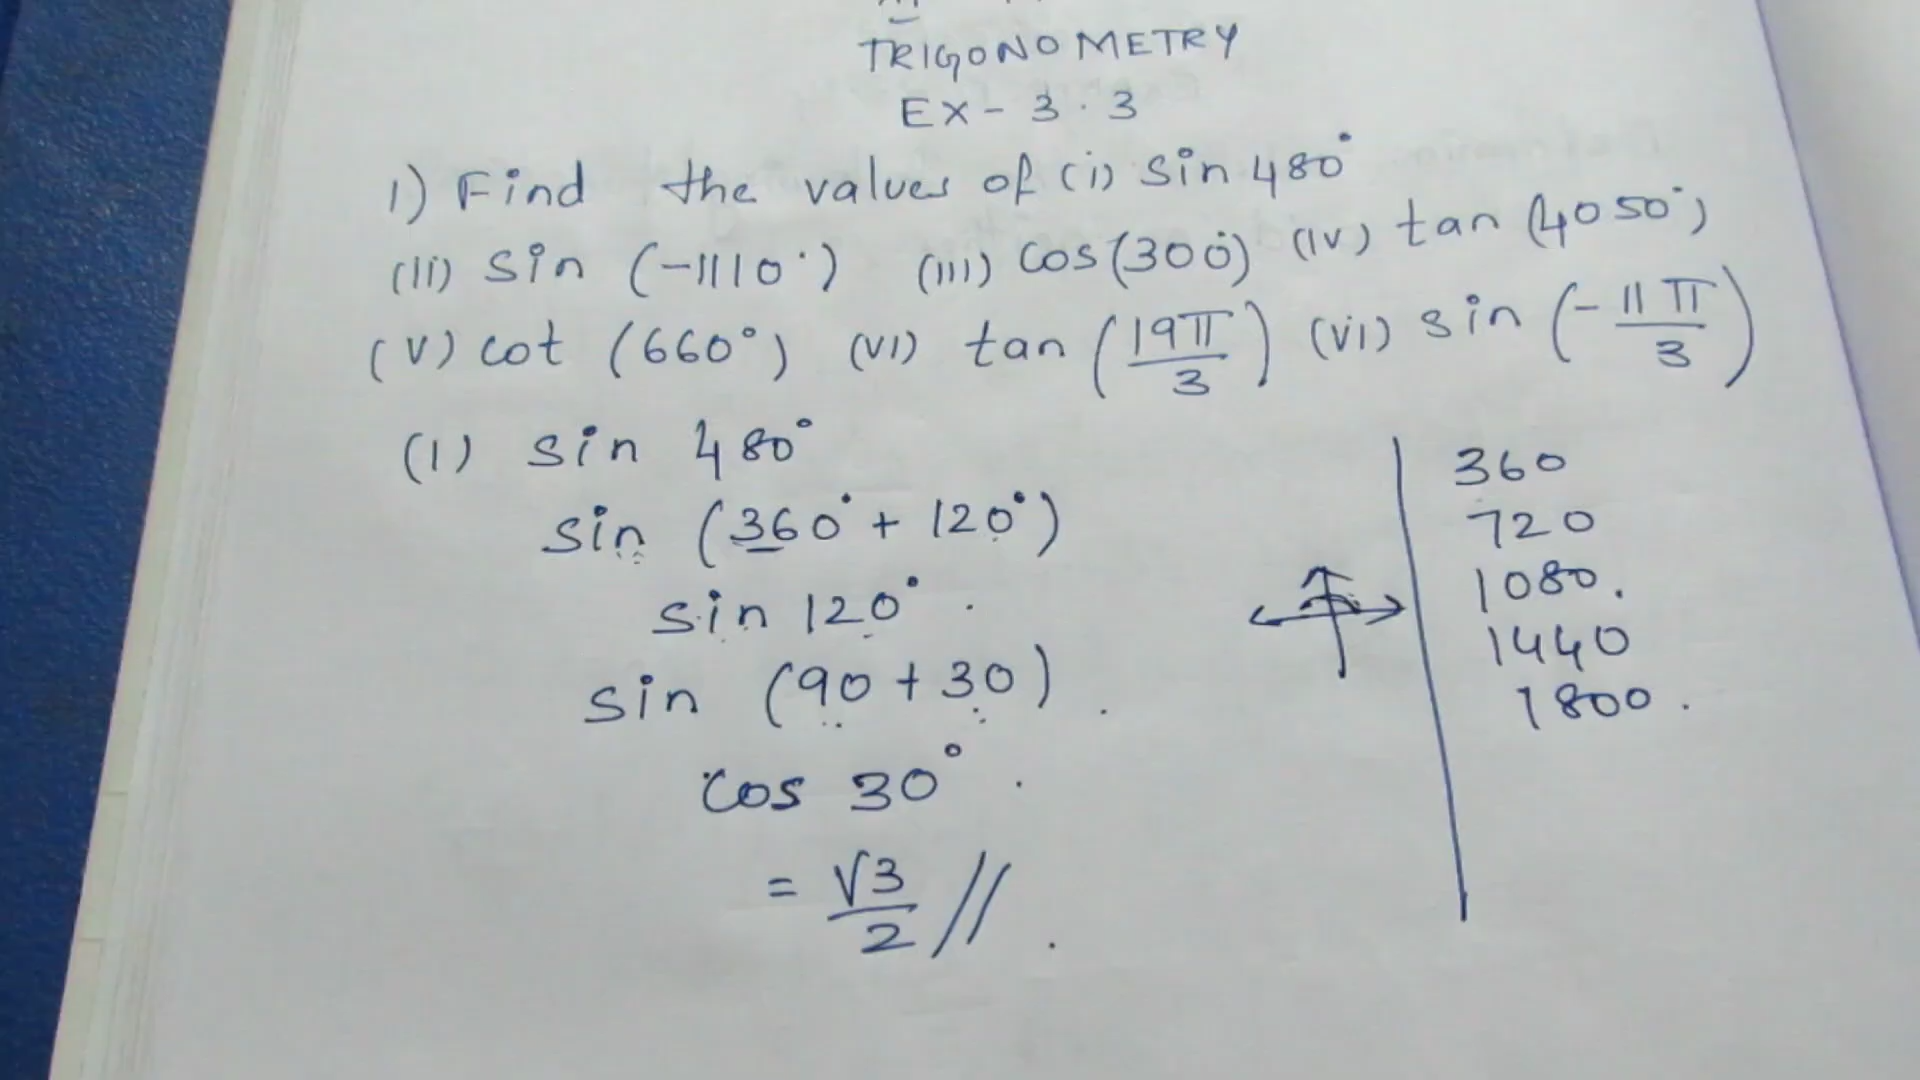 TRIGONOMETRY
EX - 3.3
1) Find the values of (i) sin 480°
(ii) sin (-1110°) (iii) cos(300°) (iv) tan (4050°)
(v) cot (660°) (vi) tan (19π/3) (vi) sin (-11π/3)
(1) sin 480°
sin (360° + 120°)
sin 120°.
sin (90 + 30).
cos 30°.
= √3/2 //.
360
720
1080.
1440
1800.